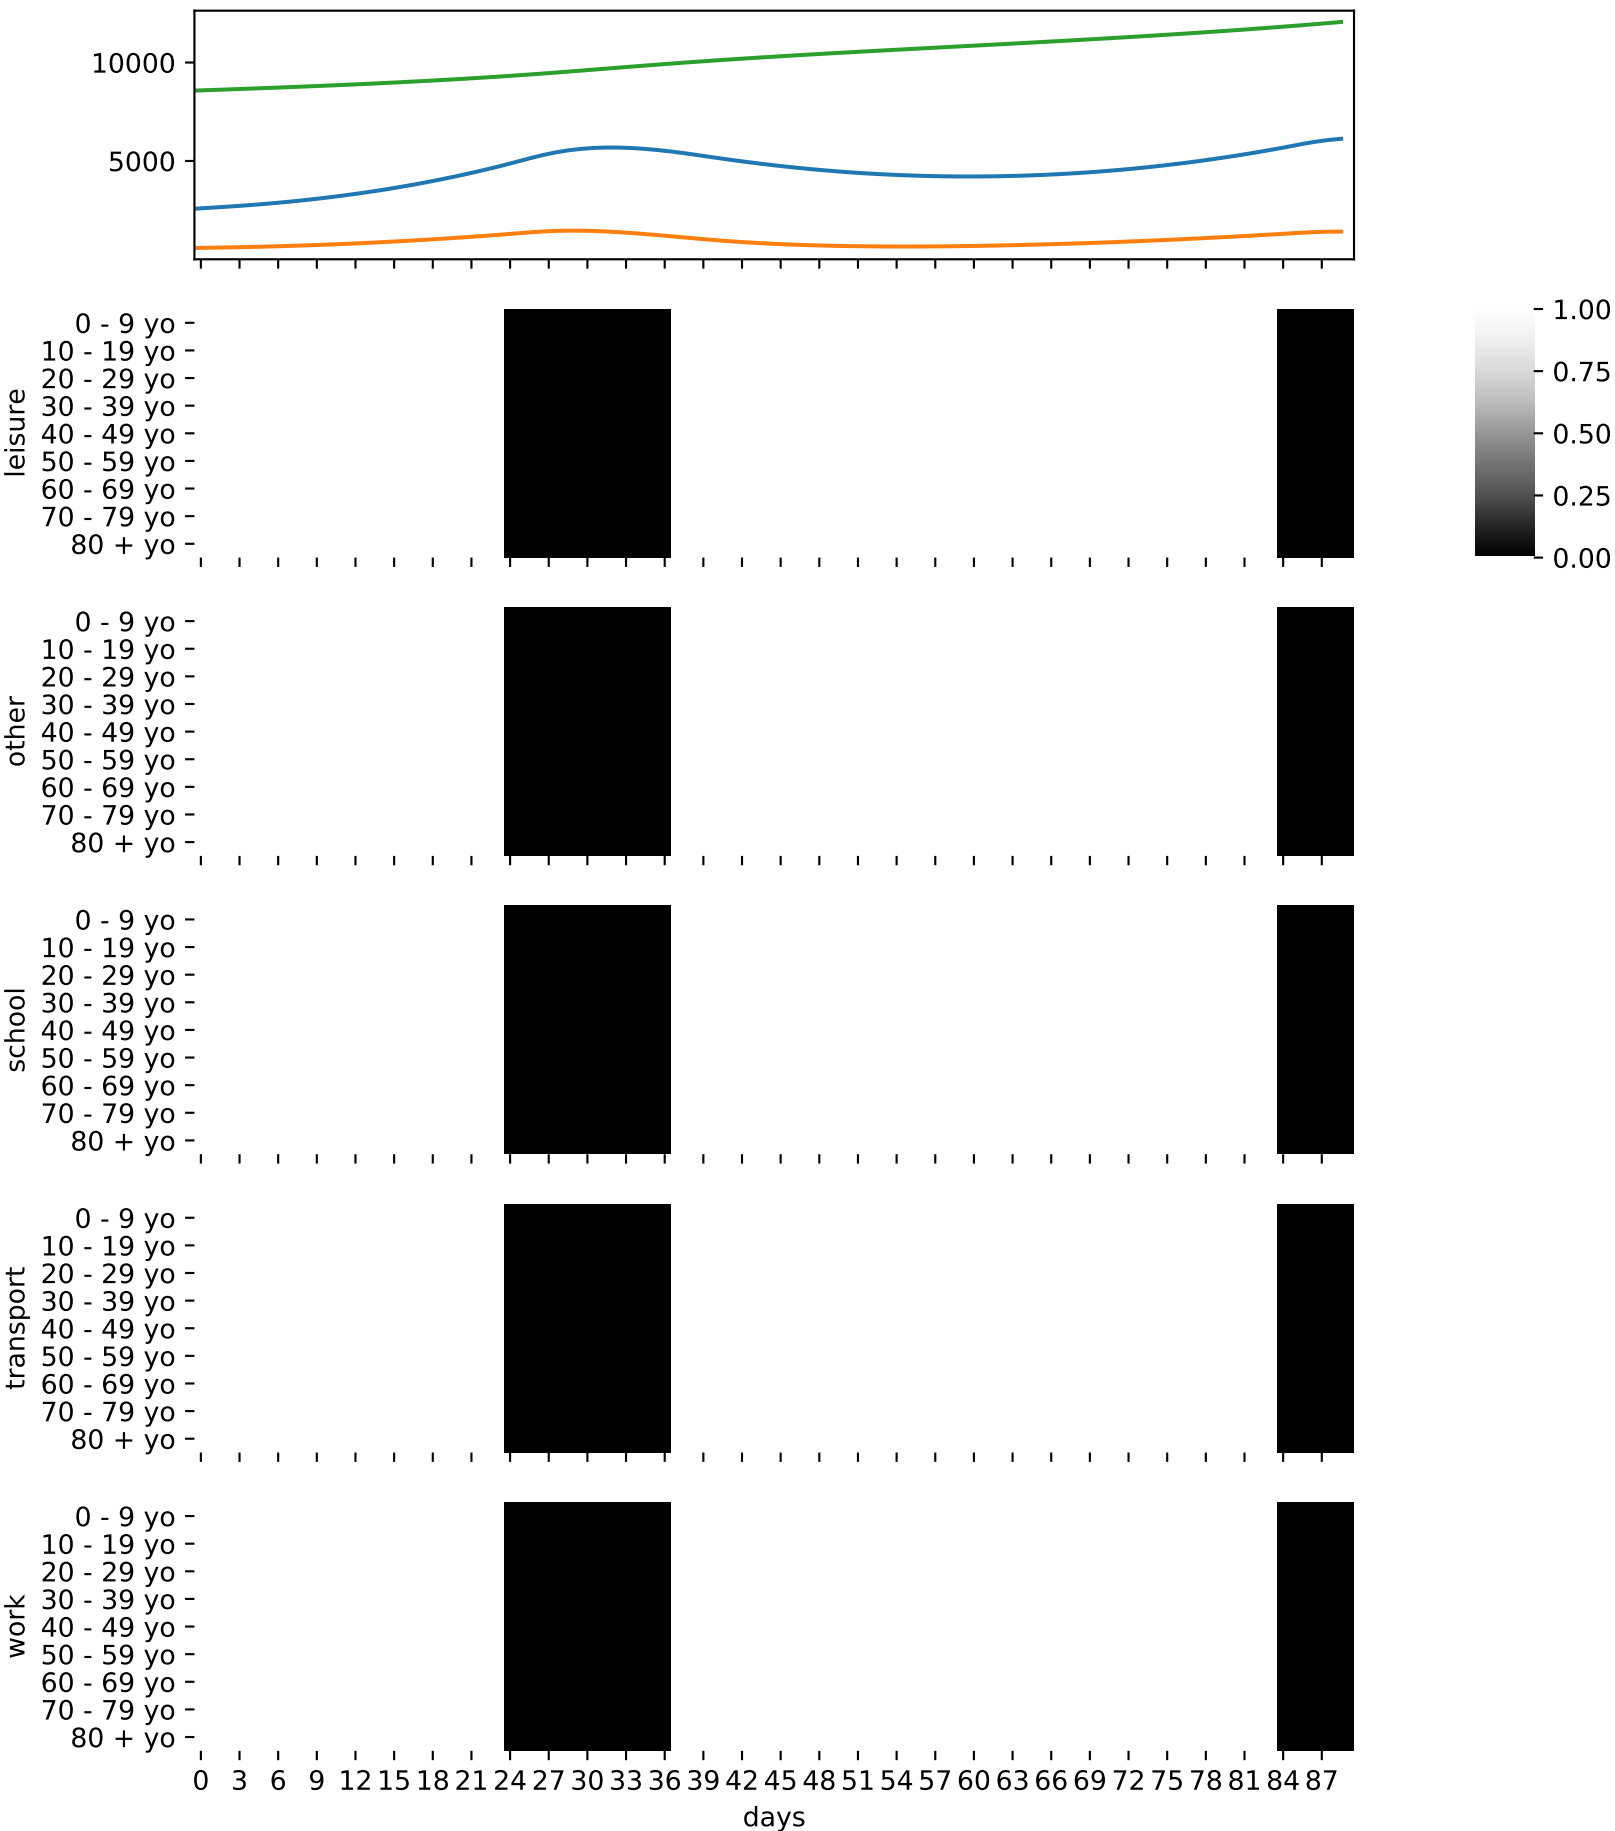 10000
5000
leisure
0 - 9 yo
10 - 19 yo
20 - 29 yo
30 - 39 yo
40 - 49 yo
50 - 59 yo
60 - 69 yo
70 - 79 yo
80 + yo
1.00
0.75
0.50
0.25
0.00
other
0 - 9 yo
10 - 19 yo
20 - 29 yo
30 - 39 yo
40 - 49 yo
50 - 59 yo
60 - 69 yo
70 - 79 yo
80 + yo
school
0 - 9 yo
10 - 19 yo
20 - 29 yo
30 - 39 yo
40 - 49 yo
50 - 59 yo
60 - 69 yo
70 - 79 yo
80 + yo
transport
0 - 9 yo
10 - 19 yo
20 - 29 yo
30 - 39 yo
40 - 49 yo
50 - 59 yo
60 - 69 yo
70 - 79 yo
80 + yo
work
0 - 9 yo
10 - 19 yo
20 - 29 yo
30 - 39 yo
40 - 49 yo
50 - 59 yo
60 - 69 yo
70 - 79 yo
80 + yo
0 3 6 9 12 15 18 21 24 27 30 33 36 39 42 45 48 51 54 57 60 63 66 69 72 75 78 81 84 87
days